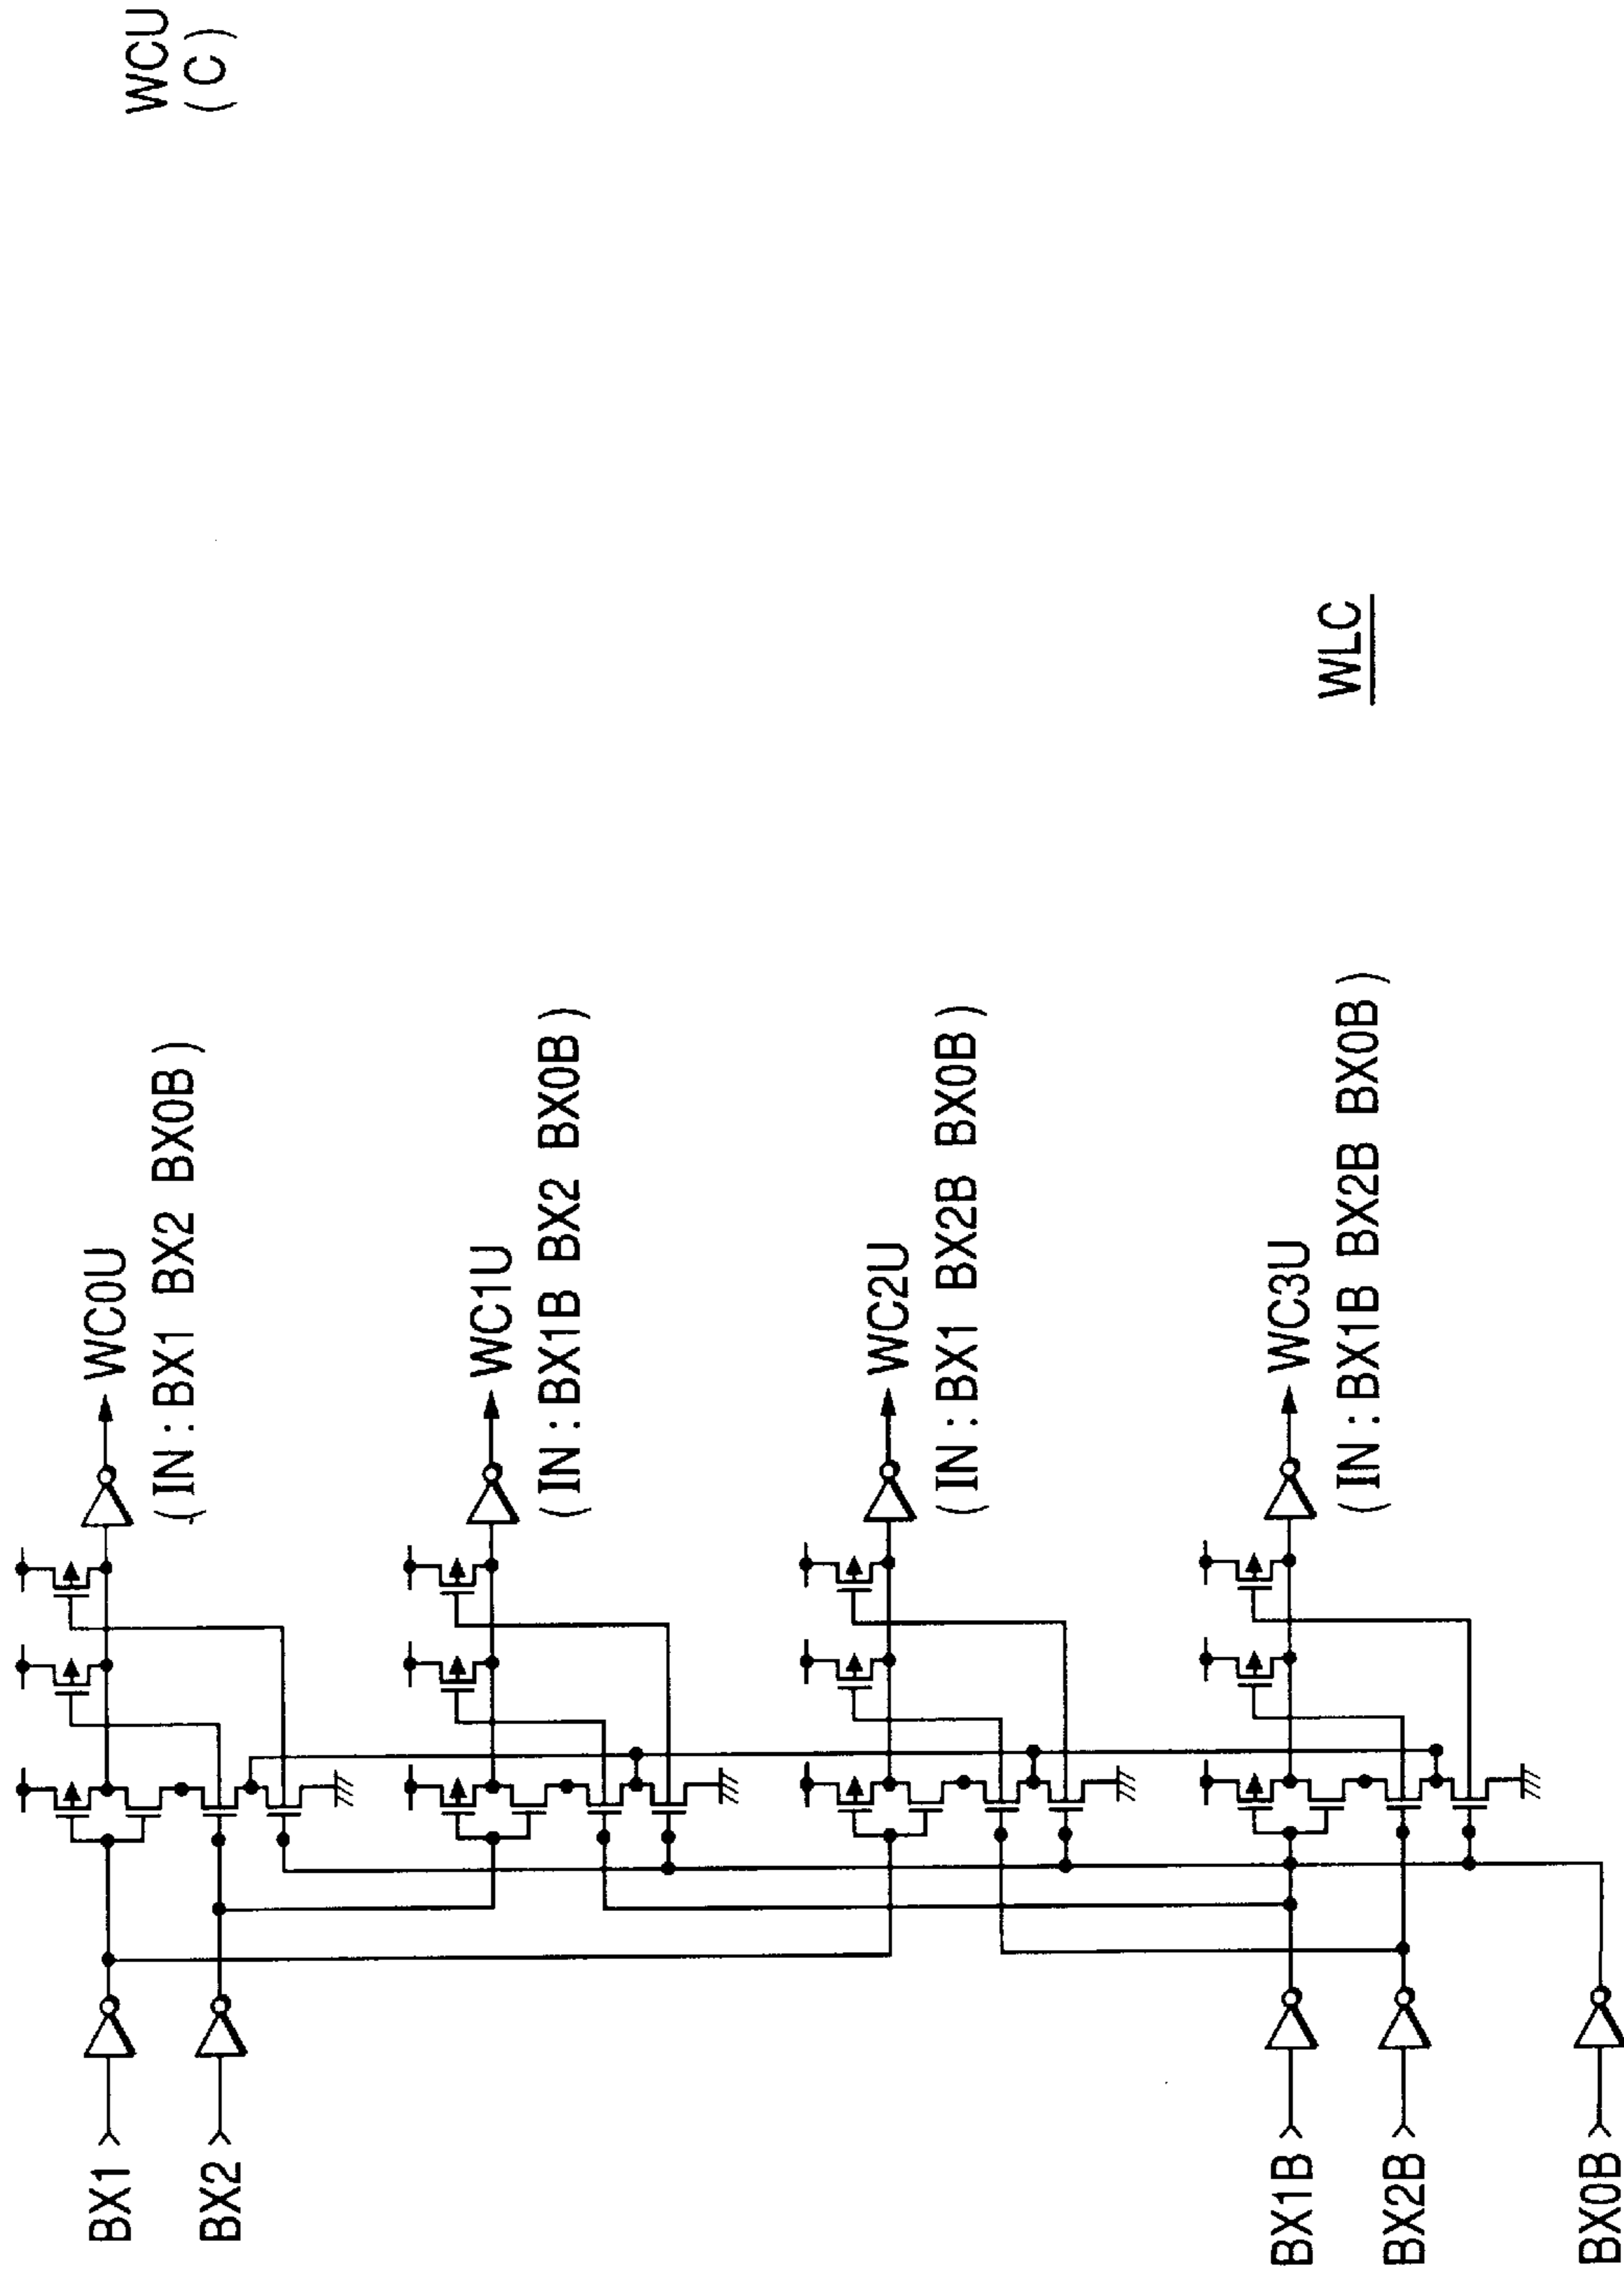 WCU
(C)
BX1
BX2
WC0U
(IN:BX1 BX2 BX0B)
WC1U
(IN:BX1B BX2 BX0B)
WC2U
(IN:BX1 BX2B BX0B)
BX1B
BX2B
BX0B
WC3U
(IN:BX1B BX2B BX0B)
WLC